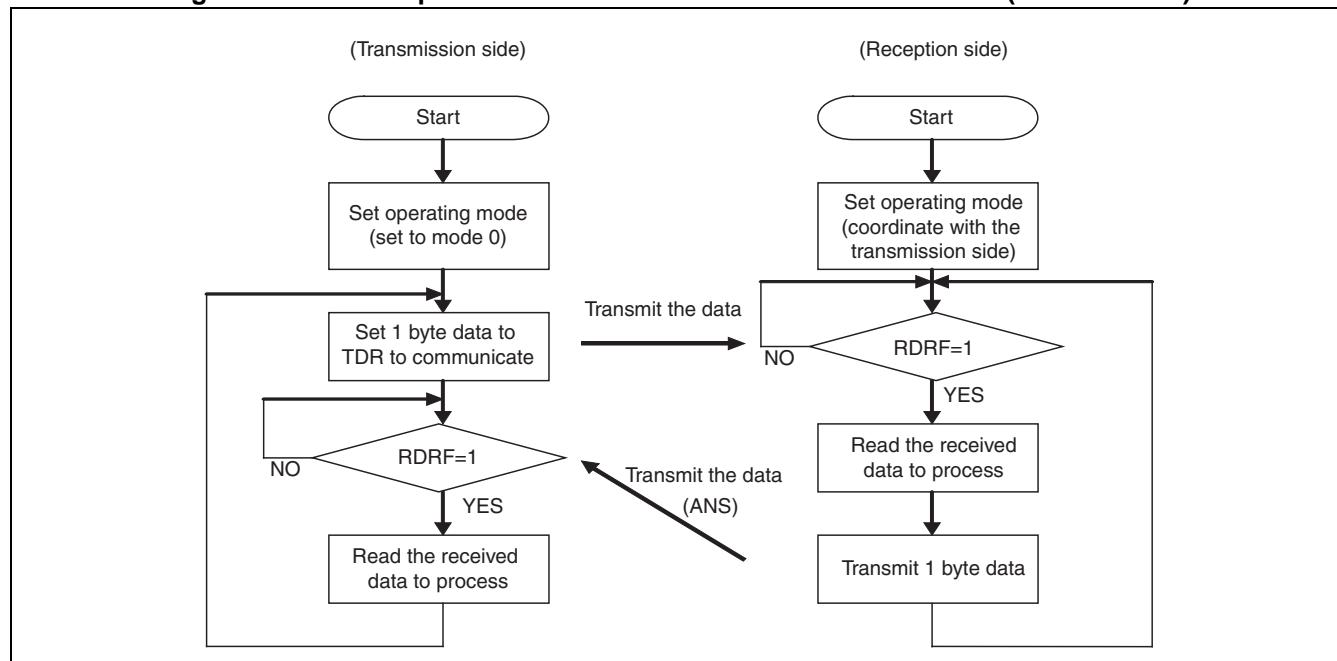 (Transmission side)
Start
Set operating mode
(set to mode 0)
Set 1 byte data to
TDR to communicate
RDRF=1
NO
YES
Read the received
data to process
Transmit the data
Transmit the data
(ANS)
(Reception side)
Start
Set operating mode
(coordinate with the
transmission side)
RDRF=1
NO
YES
Read the received
data to process
Transmit 1 byte data